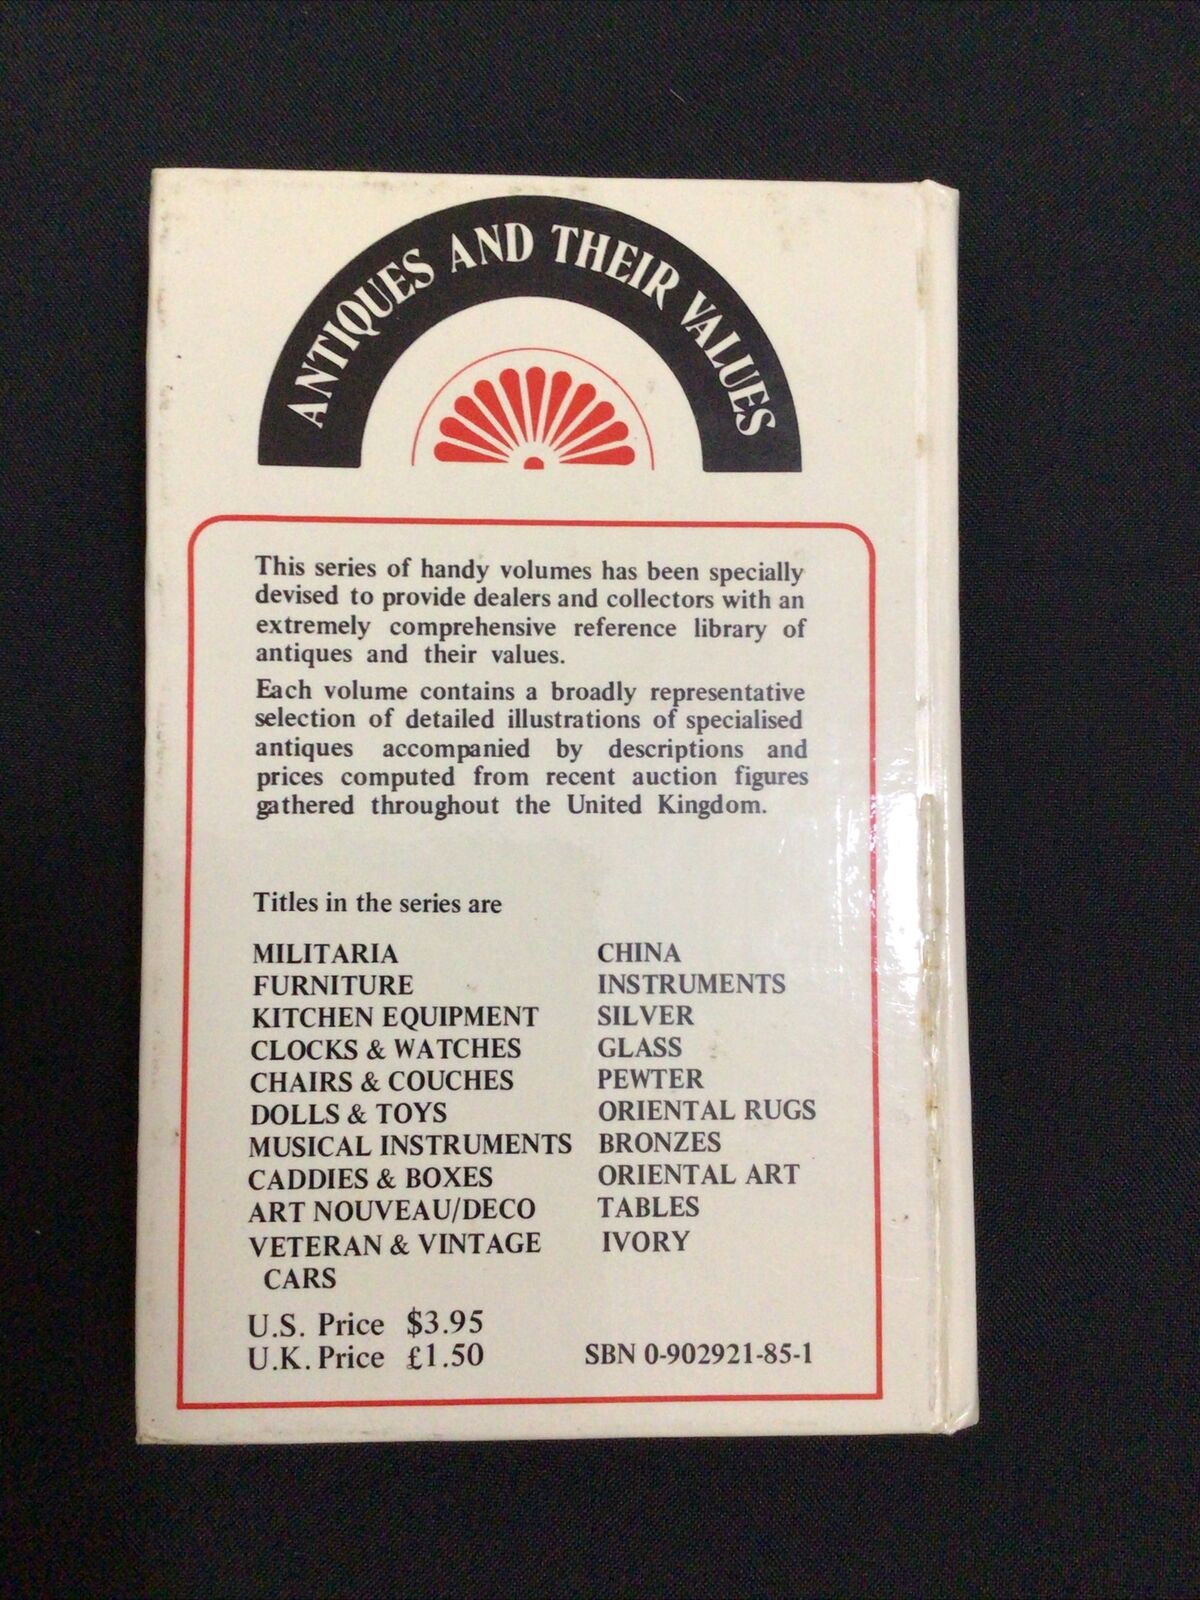 ANTIQUES AND THEIR VALUES
This series of handy volumes has been specially
devised to provide dealers and collectors with an
extremely comprehensive reference library of
antiques and their values.
Each volume contains a broadly representative
selection of detailed illustrations of specialised
antiques accompanied by descriptions and
prices computed from recent auction figures
gathered throughout the United Kingdom.
Titles in the series are
MILITARIA
FURNITURE
KITCHEN EQUIPMENT
CLOCKS & WATCHES
CHAIRS & COUCHES
DOLLS & TOYS
MUSICAL INSTRUMENTS
CADDIES & BOXES
ART NOUVEAU/DECO
VETERAN & VINTAGE
CARS
CHINA
INSTRUMENTS
SILVER
GLASS
PEWTER
ORIENTAL RUGS
BRONZES
ORIENTAL ART
TABLES
IVORY
U.S. Price $3.95
U.K. Price £1.50
SBN 0-902921-85-1